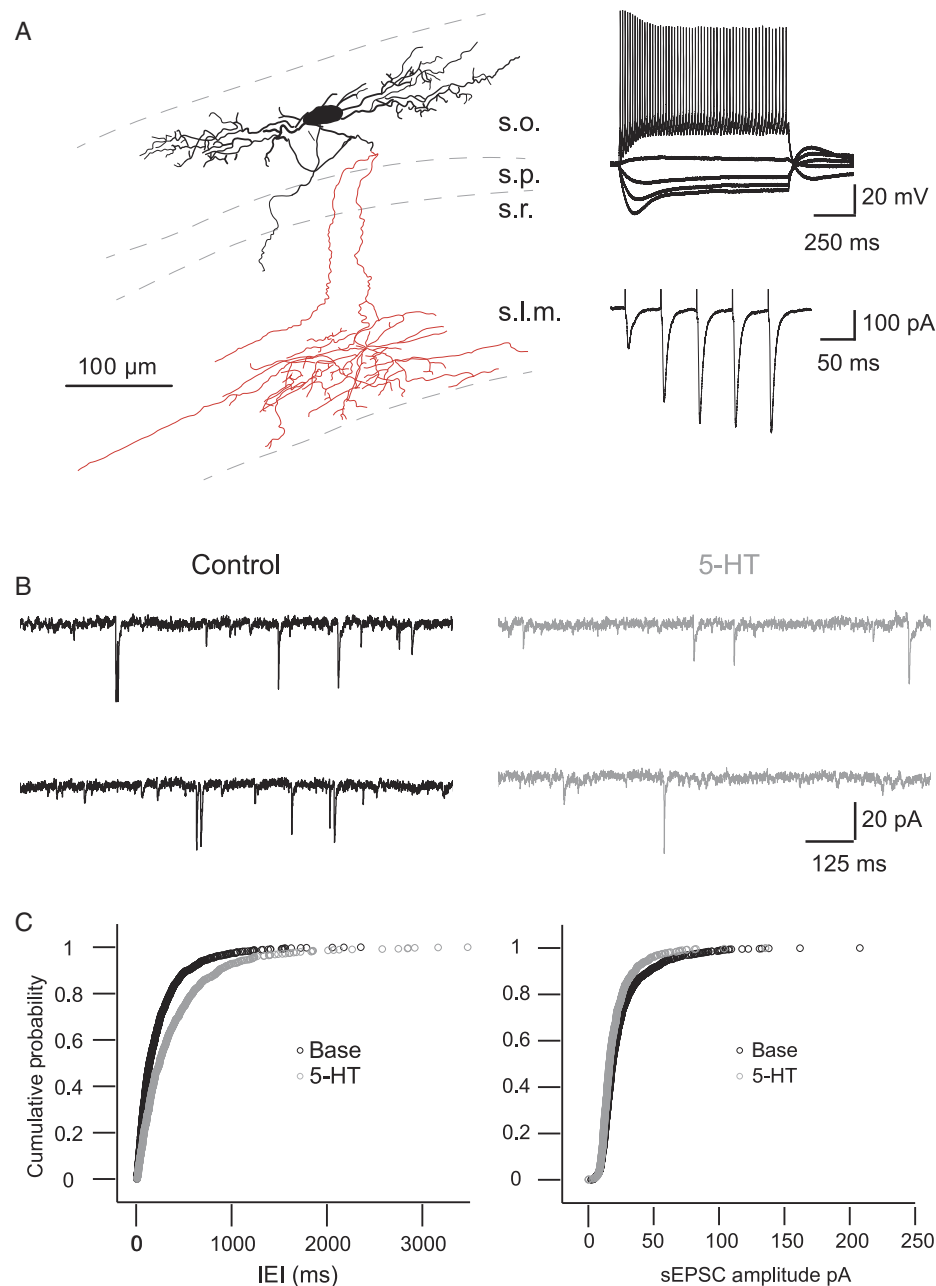 A
s.o.
s.p.
s.r.
s.l.m.
100 µm
20 mV
250 ms
100 pA
50 ms
B
Control
5-HT
20 pA
125 ms
C
Cumulative probability
1
0.8
0.6
0.4
0.2
0
Base
5-HT
0
1000
2000
3000
IEI (ms)
1
0.8
0.6
0.4
0.2
0
Base
5-HT
0
50
100
150
200
250
sEPSC amplitude pA